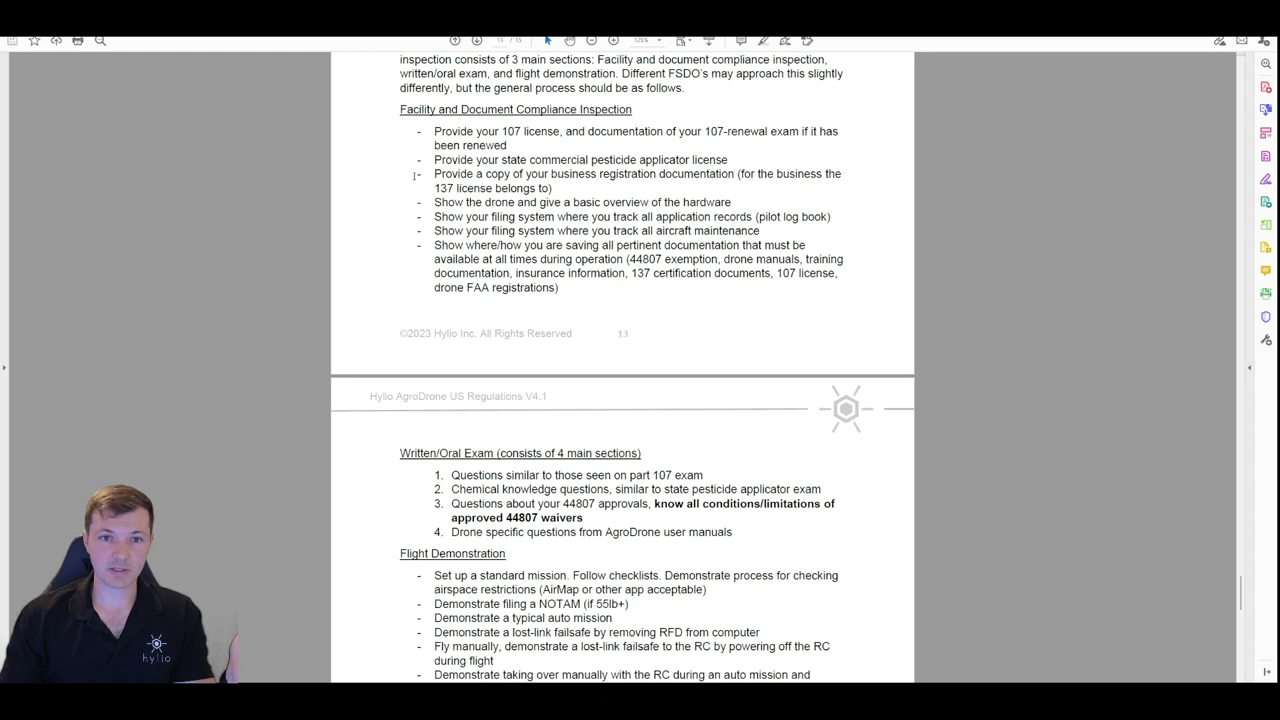 13 / 15
125%
inspection consists of 3 main sections: Facility and document compliance inspection,
written/oral exam, and flight demonstration. Different FSDO's may approach this slightly
differently, but the general process should be as follows.
Facility and Document Compliance Inspection
- Provide your 107 license, and documentation of your 107-renewal exam if it has
been renewed
- Provide your state commercial pesticide applicator license
- Provide a copy of your business registration documentation (for the business the
137 license belongs to)
- Show the drone and give a basic overview of the hardware
- Show your filing system where you track all application records (pilot log book)
- Show your filing system where you track all aircraft maintenance
- Show where/how you are saving all pertinent documentation that must be
available at all times during operation (44807 exemption, drone manuals, training
documentation, insurance information, 137 certification documents, 107 license,
drone FAA registrations)
©2023 Hylio Inc. All Rights Reserved 13
Hylio AgroDrone US Regulations V4.1
Written/Oral Exam (consists of 4 main sections)
1. Questions similar to those seen on part 107 exam
2. Chemical knowledge questions, similar to state pesticide applicator exam
3. Questions about your 44807 approvals, know all conditions/limitations of
approved 44807 waivers
4. Drone specific questions from AgroDrone user manuals
Flight Demonstration
- Set up a standard mission. Follow checklists. Demonstrate process for checking
airspace restrictions (AirMap or other app acceptable)
- Demonstrate filing a NOTAM (if 55lb+)
- Demonstrate a typical auto mission
- Demonstrate a lost-link failsafe by removing RFD from computer
- Fly manually, demonstrate a lost-link failsafe to the RC by powering off the RC
during flight
- Demonstrate taking over manually with the RC during an auto mission and
hylio